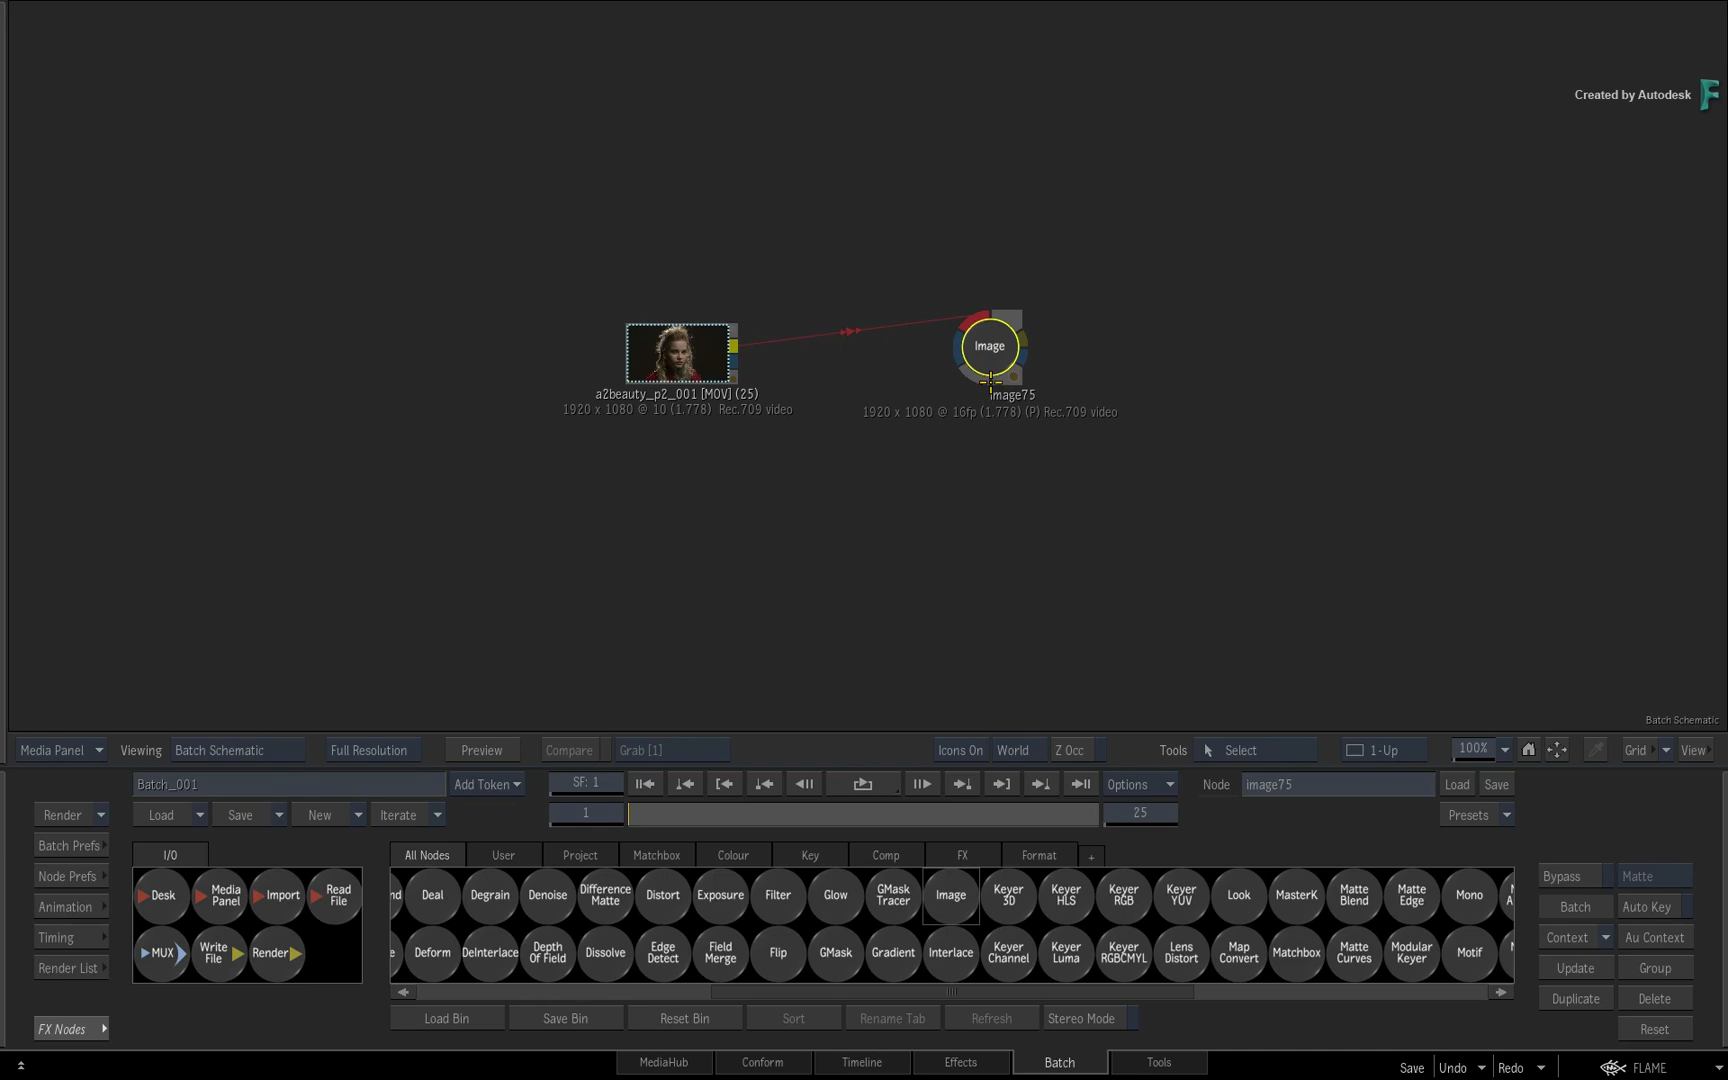 Created by Autodesk
Image
a2beauty_p2_001 [MOV] (25)
1920 x 1080 @ 10 (1.778) Rec.709 video
image75
1920 x 1080 @ 16fp (1.778) (P) Rec.709 video
Batch Schematic
Media Panel Viewing Batch Schematic Full Resolution Preview Compare Grab [1] Icons On World Z Occ Tools Select 1-Up 100% Grid View
Batch_001 Add Token SF: 1 Options Node image75 Load Save
Render Load Save New Iterate 1 25 Presets
Batch Prefs I/O All Nodes User Project Matchbox Colour Key Comp FX Format +
Node Prefs
Animation
Timing
Render List
FX Nodes
Desk
Media Panel
Import
Read File
MUX
Write File
Render
nd
Deal
Degrain
Denoise
Difference Matte
Distort
Exposure
Filter
Glow
GMask Tracer
Image
Keyer 3D
Keyer HLS
Keyer RGB
Keyer YUV
Look
MasterK
Matte Blend
Matte Edge
Mono
e
Deform
DeInterlace
Depth Of Field
Dissolve
Edge Detect
Field Merge
Flip
GMask
Gradient
Interlace
Keyer Channel
Keyer Luma
Keyer RGBCMYL
Lens Distort
Map Convert
Matchbox
Matte Curves
Modular Keyer
Motif
Bypass Matte
Batch Auto Key
Context Au Context
Update Group
Duplicate Delete
Reset
Load Bin Save Bin Reset Bin Sort Rename Tab Refresh Stereo Mode
MediaHub Conform Timeline Effects Batch Tools
Save Undo Redo FLAME